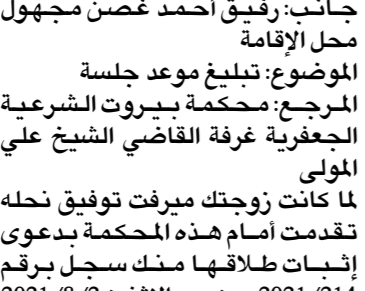 جانب: رفيق أحمد غصن مجهول
محل الإقامة
الموضوع: تبليغ موعد جلسة
المرجع: محكمة بيروت الشرعية
الجعفرية غرفة القاضي الشيخ علي
المولى
لما كانت زوجتك ميرفت توفيق نحله
تقدمت أمام هذه المحكمة بدعوى
إثبات طلاقها منك سجل برقم